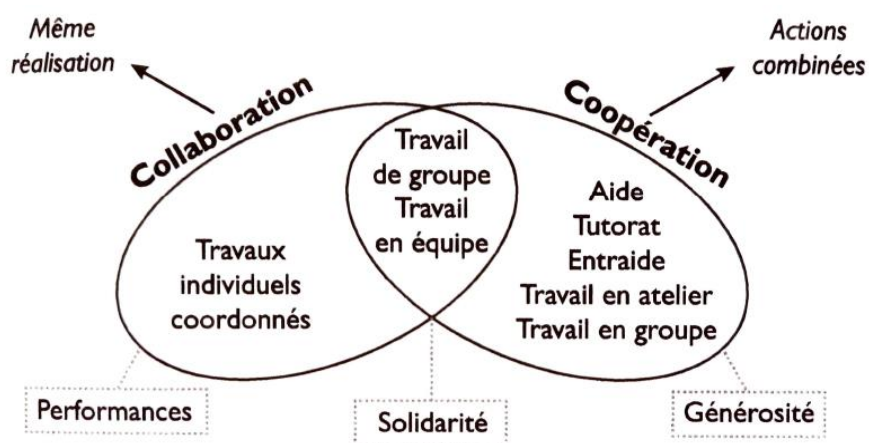 Même
réalisation
Actions
combinées
Collaboration
Coopération
Travail
de groupe
Travail
en équipe
Travaux
individuels
coordonnés
Aide
Tutorat
Entraide
Travail en atelier
Travail en groupe
Performances
Solidarité
Générosité